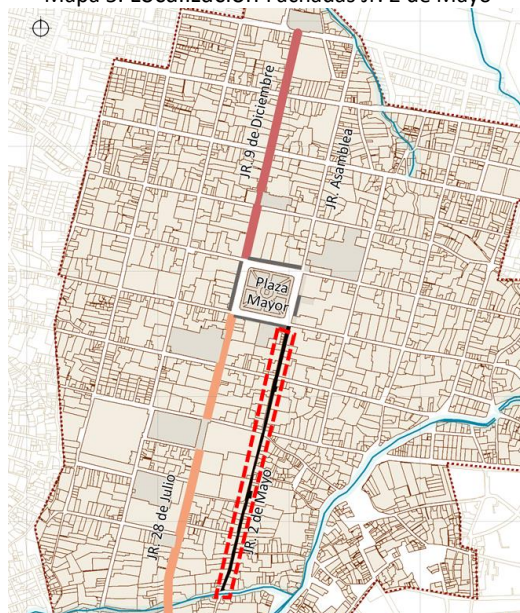 Mapa 3. Localización Fachadas Jr. 2 de Mayo
JR. 9 de Diciembre
JR. Asamblea
Plaza
Mayor
JR. 28 de Julio
JR. 2 de Mayo